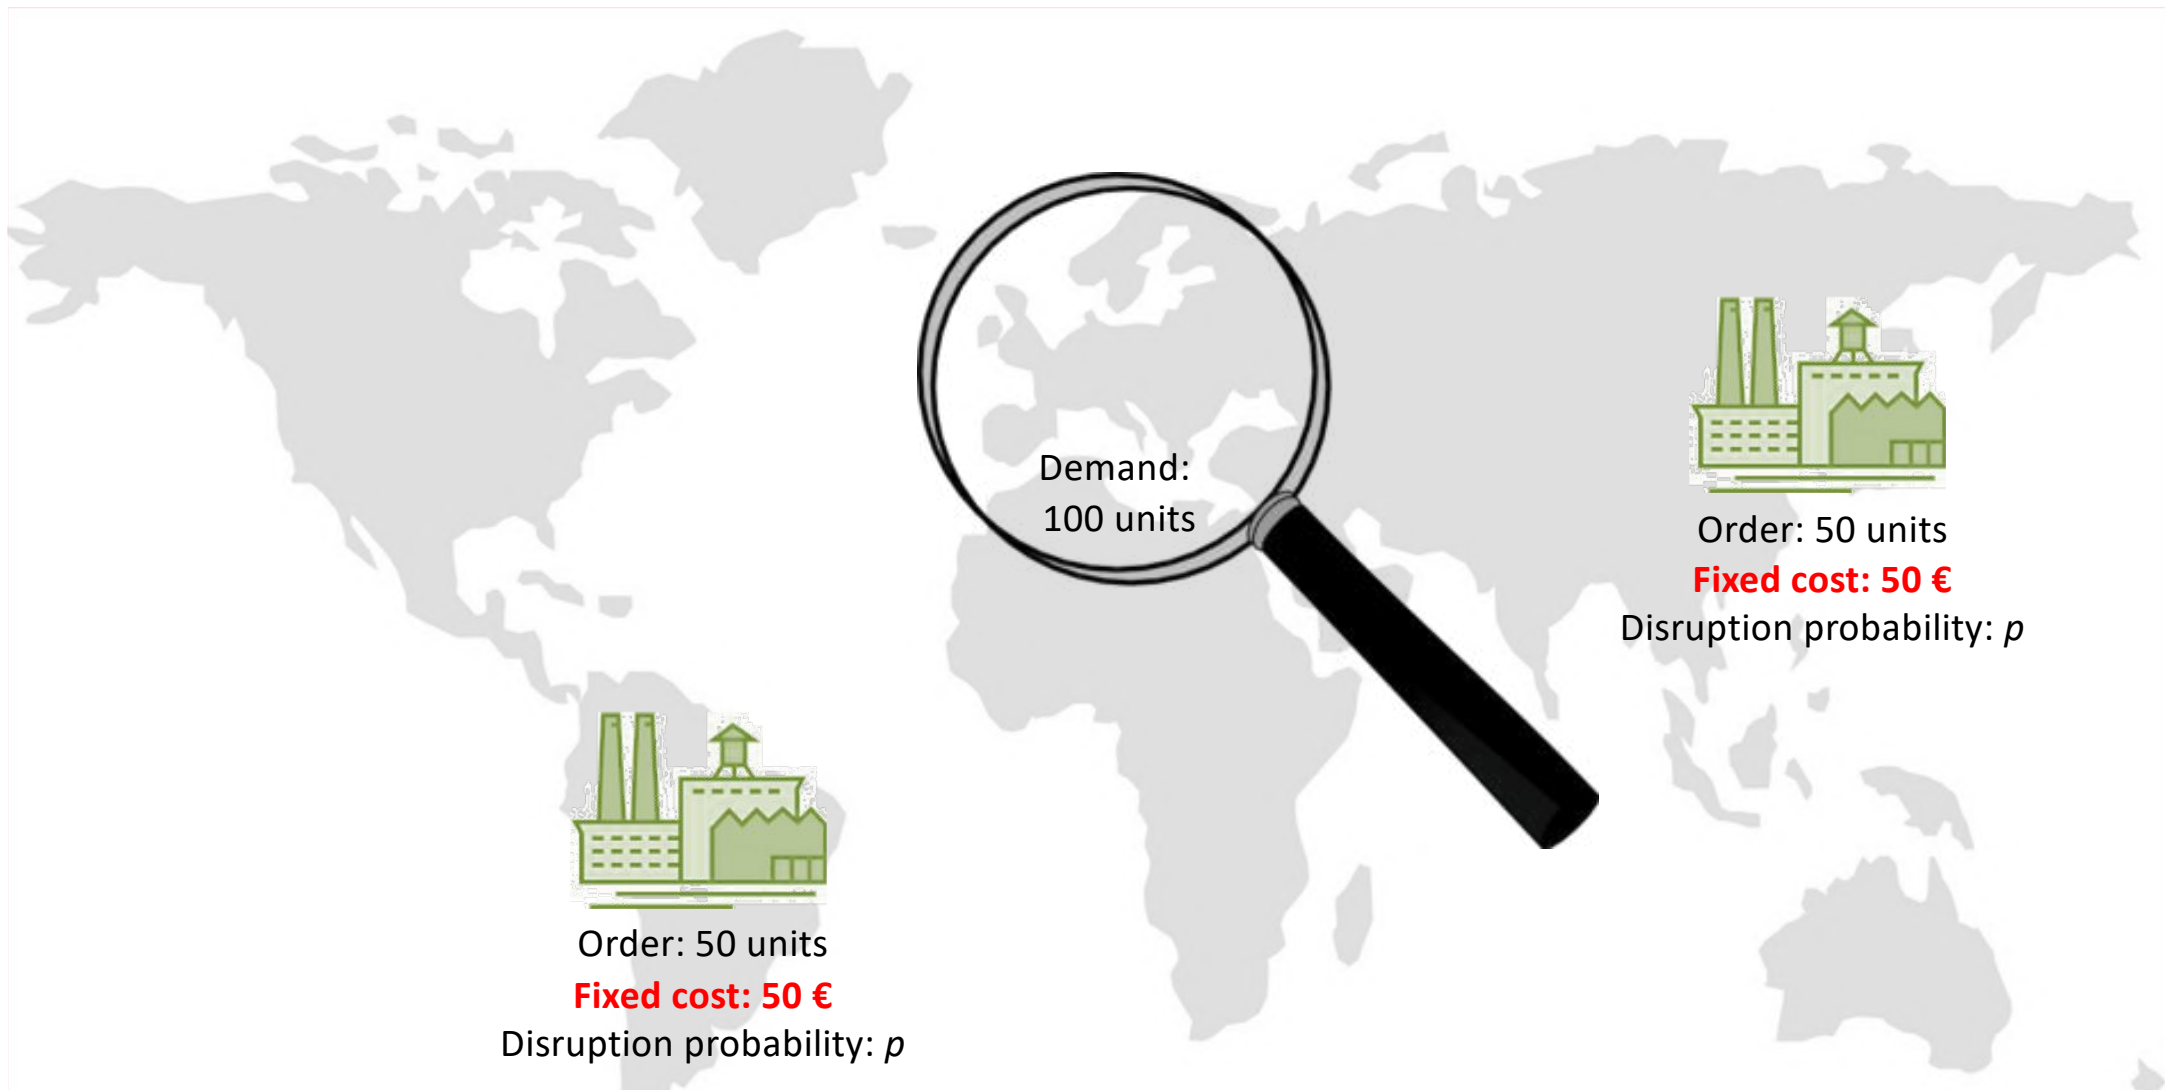 Demand:
100 units
Order: 50 units
Fixed cost: 50 €
Disruption probability: p
Order: 50 units
Fixed cost: 50 €
Disruption probability: p